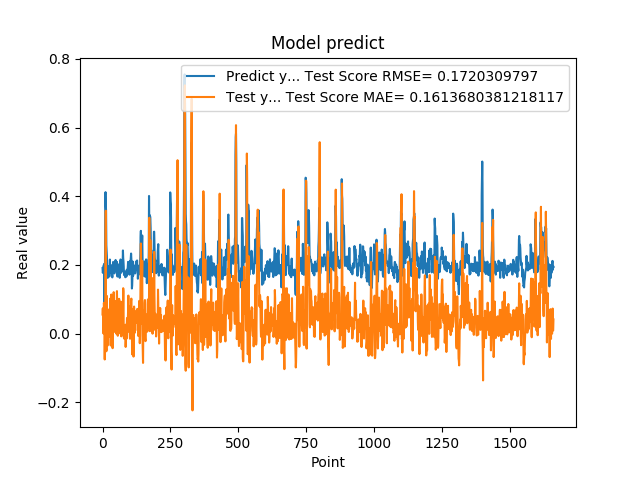 Model predict
Predict y... Test Score RMSE= 0.1720309797
Test y... Test Score MAE= 0.1613680381218117
Real value
0.8
0.6
0.4
0.2
0.0
−0.2
0 250 500 750 1000 1250 1500
Point